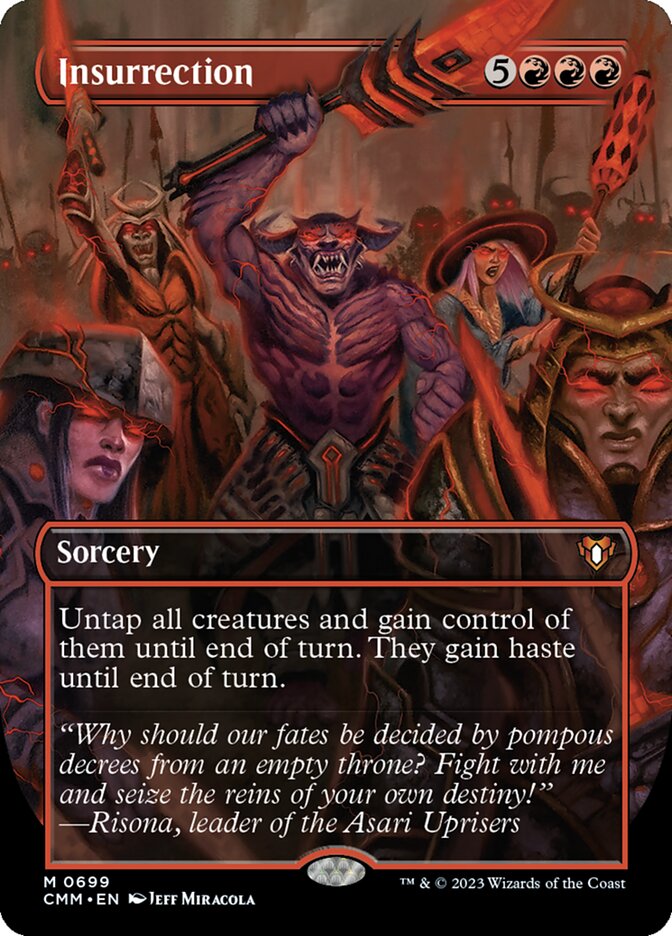 Insurrection 5
Sorcery
Untap all creatures and gain control of
them until end of turn. They gain haste
until end of turn.
“Why should our fates be decided by pompous
decrees from an empty throne? Fight with me
and seize the reins of your own destiny!”
—Risona, leader of the Asari Uprisers
M 0699
CMM • EN Jeff Miracola
™ & © 2023 Wizards of the Coast